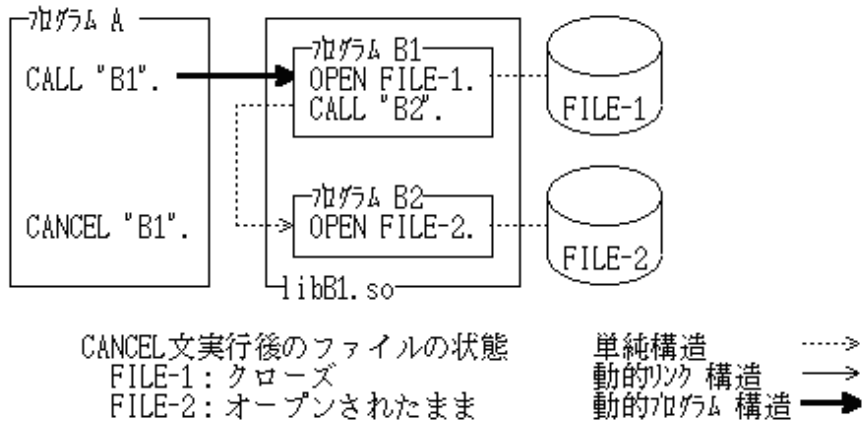 ﾌﾟﾛｸﾞﾗﾑ A
CALL "B1".
CANCEL "B1".
ﾌﾟﾛｸﾞﾗﾑ B1
OPEN FILE-1.
CALL "B2".
ﾌﾟﾛｸﾞﾗﾑ B2
OPEN FILE-2.
libB1.so
FILE-1
FILE-2
CANCEL文実行後のファイルの状態
FILE-1：クローズ
FILE-2：オープンされたまま
単純構造
動的ﾘﾝｸ 構造
動的ﾌﾟﾛｸﾞﾗﾑ 構造